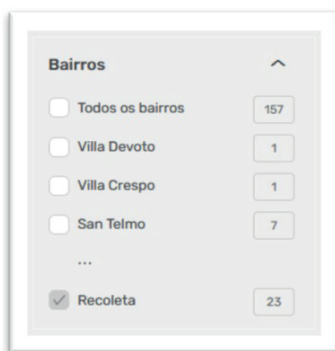 Bairros
Todos os bairros 157
Villa Devoto 1
Villa Crespo 1
San Telmo 7
...
Recoleta 23